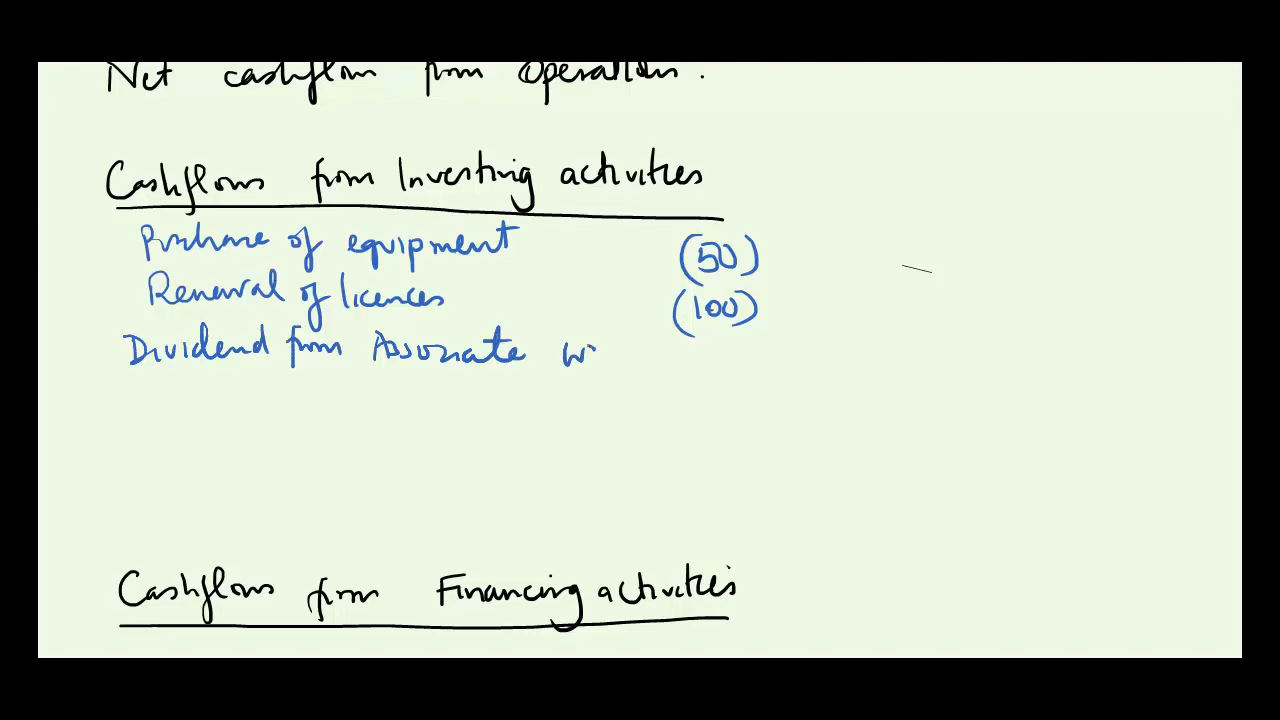 Net cashflow from operations.
Cashflows from Investing activities
Purchase of equipment (50)
Renewal of licences (100)
Dividend from Associate wi
Cashflows from Financing activities